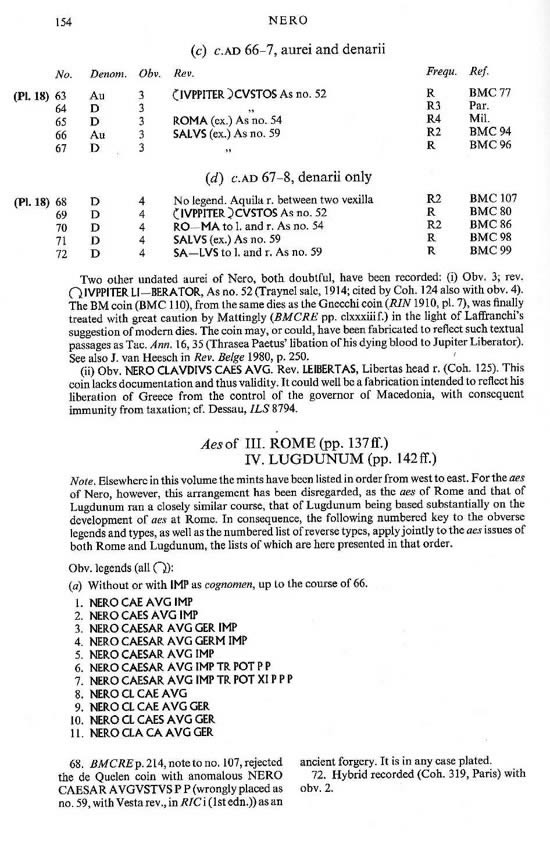 154 NERO
(c) c.AD 66–7, aurei and denarii
No. Denom. Obv. Rev. Frequ. Ref.
(Pl. 18) 63 Au 3 IVPPITER CVSTOS As no. 52 R BMC 77
64 D 3 ,, R3 Par.
65 D 3 ROMA (ex.) As no. 54 R4 Mil.
66 Au 3 SALVS (ex.) As no. 59 R2 BMC 94
67 D 3 ,, R BMC 96
(d) c.AD 67–8, denarii only
(Pl. 18) 68 D 4 No legend. Aquila r. between two vexilla R2 BMC 107
69 D 4 IVPPITER CVSTOS As no. 52 R BMC 80
70 D 4 RO—MA to l. and r. As no. 54 R2 BMC 86
71 D 4 SALVS (ex.) As no. 59 R BMC 98
72 D 4 SA—LVS to l. and r. As no. 59 R BMC 99
Two other undated aurei of Nero, both doubtful, have been recorded: (i) Obv. 3; rev.
IVPPITER LI—BERATOR, As no. 52 (Traynel sale, 1914; cited by Coh. 124 also with obv. 4).
The BM coin (BMC 110), from the same dies as the Gnecchi coin (RIN 1910, pl. 7), was finally
treated with great caution by Mattingly (BMCRE pp. clxxxiii f.) in the light of Laffranchi's
suggestion of modern dies. The coin may, or could, have been fabricated to reflect such textual
passages as Tac. Ann. 16, 35 (Thrasea Paetus' libation of his dying blood to Jupiter Liberator).
See also J. van Heesch in Rev. Belge 1980, p. 250.
(ii) Obv. NERO CLAVDIVS CAES AVG. Rev. LEIBERTAS, Libertas head r. (Coh. 125). This
coin lacks documentation and thus validity. It could well be a fabrication intended to reflect his
liberation of Greece from the control of the governor of Macedonia, with consequent
immunity from taxation; cf. Dessau, ILS 8794.
Aes of III. ROME (pp. 137 ff.)
IV. LUGDUNUM (pp. 142 ff.)
Note. Elsewhere in this volume the mints have been listed in order from west to east. For the aes
of Nero, however, this arrangement has been disregarded, as the aes of Rome and that of
Lugdunum ran a closely similar course, that of Lugdunum being based substantially on the
development of aes at Rome. In consequence, the following numbered key to the obverse
legends and types, as well as the numbered list of reverse types, apply jointly to the aes issues of
both Rome and Lugdunum, the lists of which are here presented in that order.
Obv. legends (all ):
(a) Without or with IMP as cognomen, up to the course of 66.
1. NERO CAE AVG IMP
2. NERO CAES AVG IMP
3. NERO CAESAR AVG GER IMP
4. NERO CAESAR AVG GERM IMP
5. NERO CAESAR AVG IMP
6. NERO CAESAR AVG IMP TR POT P P
7. NERO CAESAR AVG IMP TR POT XI P P P
8. NERO CL CAE AVG
9. NERO CL CAE AVG GER
10. NERO CL CAES AVG GER
11. NERO CLA CA AVG GER
68. BMCRE p. 214, note to no. 107, rejected
the de Quelen coin with anomalous NERO
CAESAR AVGVSTVS P P (wrongly placed as
no. 59, with Vesta rev., in RIC i (1st edn.)) as an
ancient forgery. It is in any case plated.
72. Hybrid recorded (Coh. 319, Paris) with
obv. 2.